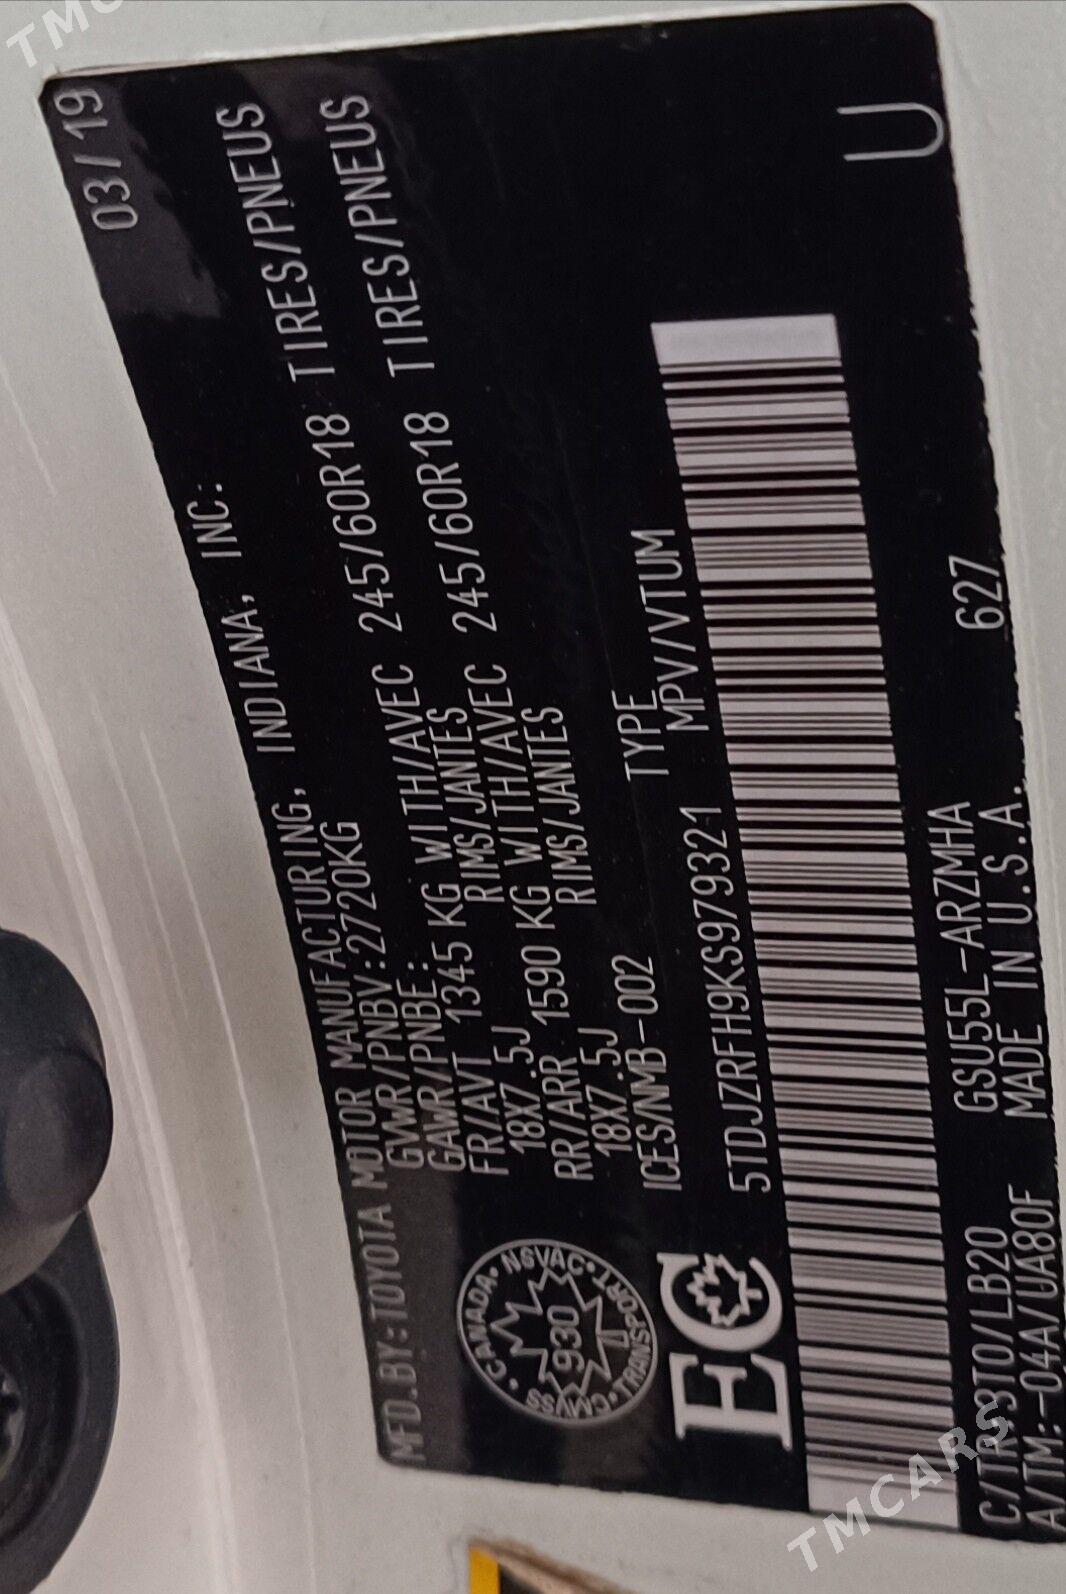 03/19
MFD.BY:TOYOTA MOTOR MANUFACTURING, INDIANA, INC.
GVWR/PNBV:2720KG
GAWR/PNBE:
FR/AVT 1345 KG WITH/AVEC 245/60R18 TIRES/PNEUS
18X7.5J RIMS/JANTES
RR/ARR 1590 KG WITH/AVEC 245/60R18 TIRES/PNEUS
18X7.5J RIMS/JANTES
ICES/NMB-002
TYPE
5TDJZRFH9KS979321 MPV/VTUM
CANADA NSVAC TRANSPORT CMVSS
930
EC
U
C/TR:3T0/LB20 GSU55L-ARZMHA 627
A/TM:-04A/UA80F MADE IN U.S.A.
TMCARS